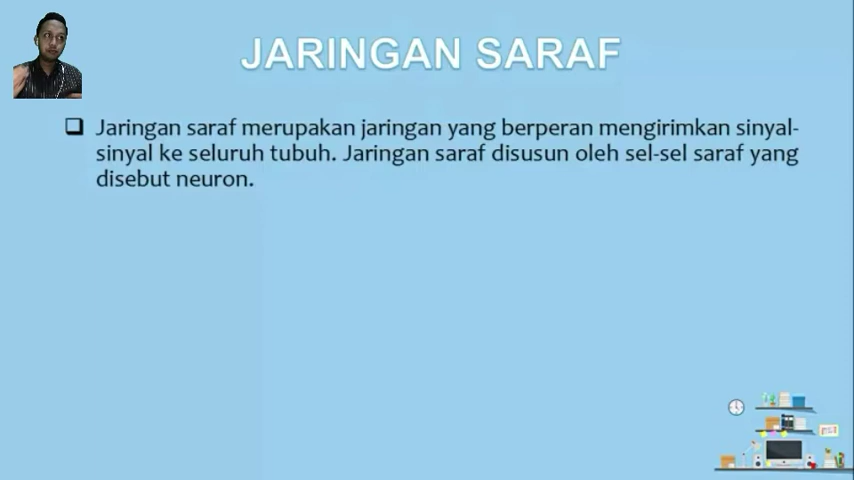 JARINGAN SARAF
Jaringan saraf merupakan jaringan yang berperan mengirimkan sinyal-
sinyal ke seluruh tubuh. Jaringan saraf disusun oleh sel-sel saraf yang
disebut neuron.